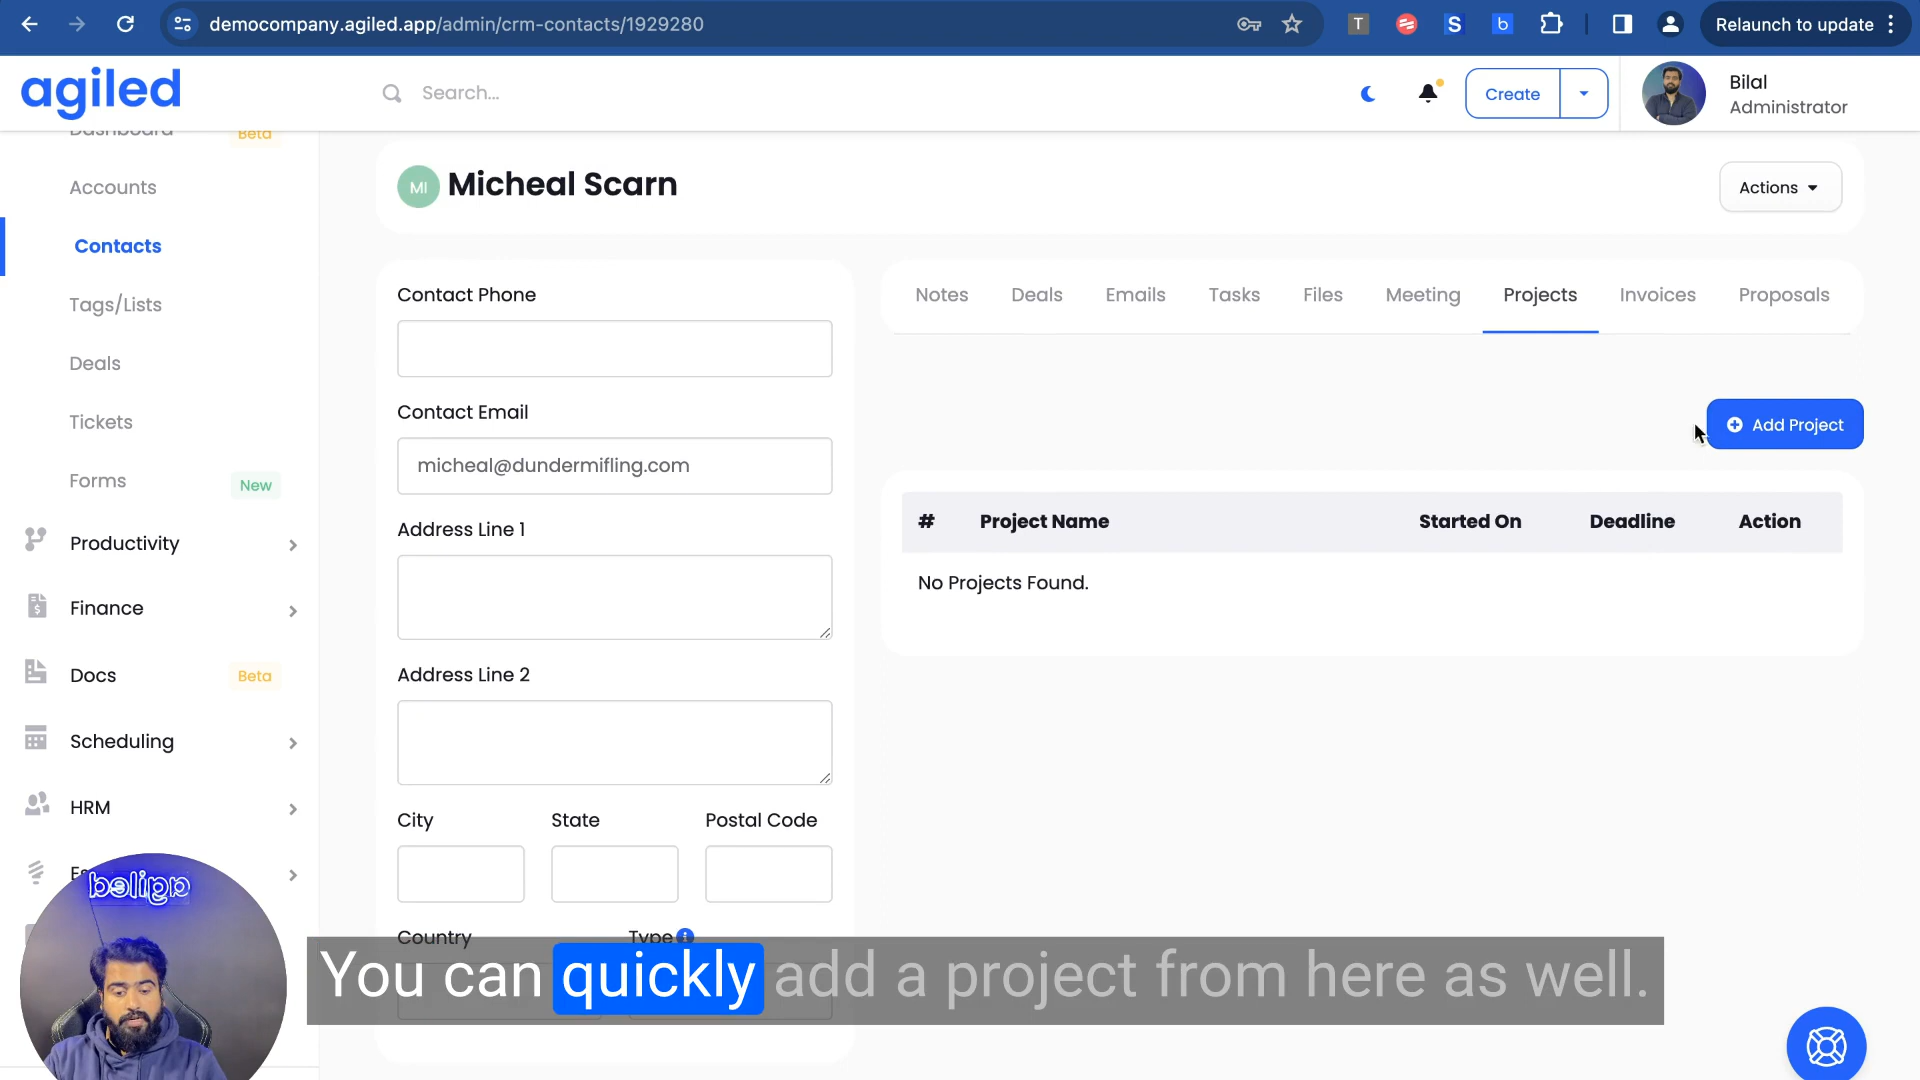 democompany.agiled.app/admin/crm-contacts/1929280
T
S
b
Relaunch to update
agiled
Search...
Create
Bilal
Administrator
Dashboard
Beta
Accounts
Contacts
Tags/Lists
Deals
Tickets
Forms
New
Productivity
Finance
Docs
Beta
Scheduling
HRM
Es
agiled
MI
Micheal Scarn
Actions
Contact Phone
Contact Email
micheal@dundermifling.com
Address Line 1
Address Line 2
City
State
Postal Code
Country
Type
Notes
Deals
Emails
Tasks
Files
Meeting
Projects
Invoices
Proposals
Add Project
# Project Name Started On Deadline Action
No Projects Found.
You can quickly add a project from here as well.